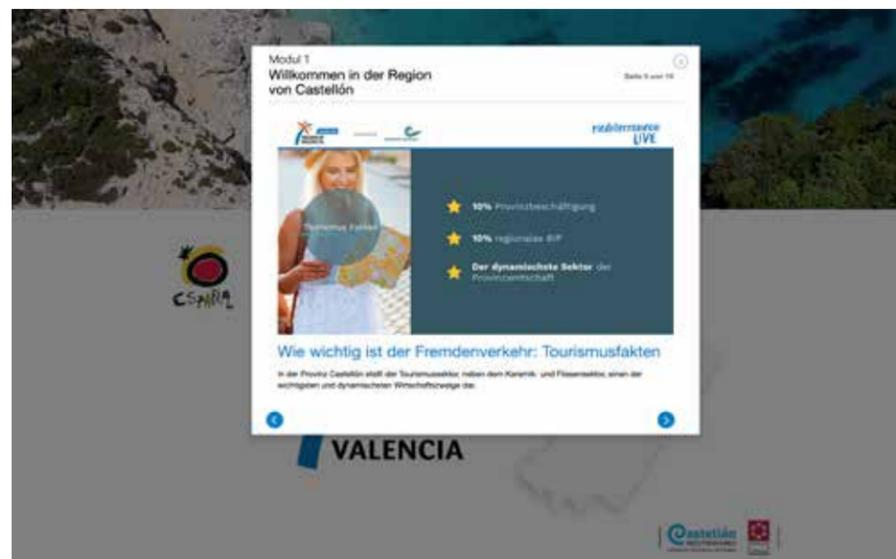 Modul 1
Willkommen in der Region
von Castellón
Seite von
mediterraneo
LIVE
Tourismus Fakten
10% Provinzbeschäftigung
10% regionales BIP
Der dynamischste Sektor der
Provinzwirtschaft
Wie wichtig ist der Fremdenverkehr: Tourismusfakten
In der Provinz Castellón stellt der Tourismussektor, neben dem Keramik- und Fliesensektor, einen der
wichtigsten und dynamischsten Wirtschaftszweige dar.
ESPAÑA
VALENCIA
Castellón